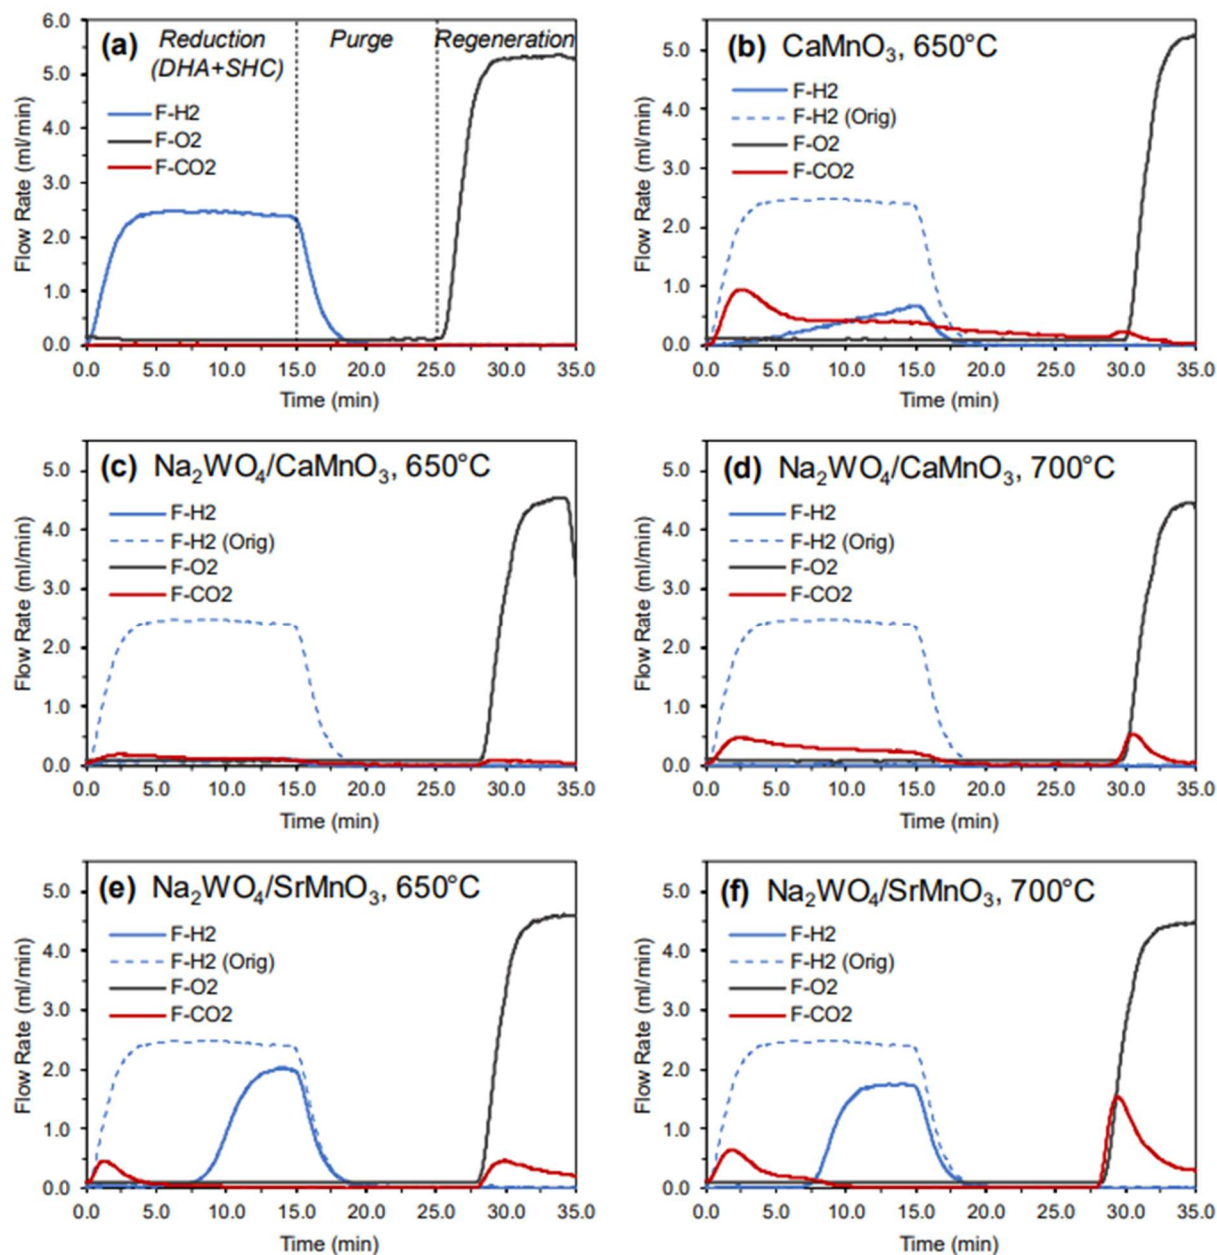 (a) Reduction (DHA+SHC) Purge Regeneration
F-H2
F-O2
F-CO2
Flow Rate (ml/min)
6.0
5.0
4.0
3.0
2.0
1.0
0.0
0.0 5.0 10.0 15.0 20.0 25.0 30.0 35.0
Time (min)
(b) CaMnO₃, 650°C
F-H2
F-H2 (Orig)
F-O2
F-CO2
Flow Rate (ml/min)
5.0
4.0
3.0
2.0
1.0
0.0
0.0 5.0 10.0 15.0 20.0 25.0 30.0 35.0
Time (min)
(c) Na₂WO₄/CaMnO₃, 650°C
F-H2
F-H2 (Orig)
F-O2
F-CO2
Flow Rate (ml/min)
5.0
4.0
3.0
2.0
1.0
0.0
0.0 5.0 10.0 15.0 20.0 25.0 30.0 35.0
Time (min)
(d) Na₂WO₄/CaMnO₃, 700°C
F-H2
F-H2 (Orig)
F-O2
F-CO2
Flow Rate (ml/min)
5.0
4.0
3.0
2.0
1.0
0.0
0.0 5.0 10.0 15.0 20.0 25.0 30.0 35.0
Time (min)
(e) Na₂WO₄/SrMnO₃, 650°C
F-H2
F-H2 (Orig)
F-O2
F-CO2
Flow Rate (ml/min)
5.0
4.0
3.0
2.0
1.0
0.0
0.0 5.0 10.0 15.0 20.0 25.0 30.0 35.0
Time (min)
(f) Na₂WO₄/SrMnO₃, 700°C
F-H2
F-H2 (Orig)
F-O2
F-CO2
Flow Rate (ml/min)
5.0
4.0
3.0
2.0
1.0
0.0
0.0 5.0 10.0 15.0 20.0 25.0 30.0 35.0
Time (min)